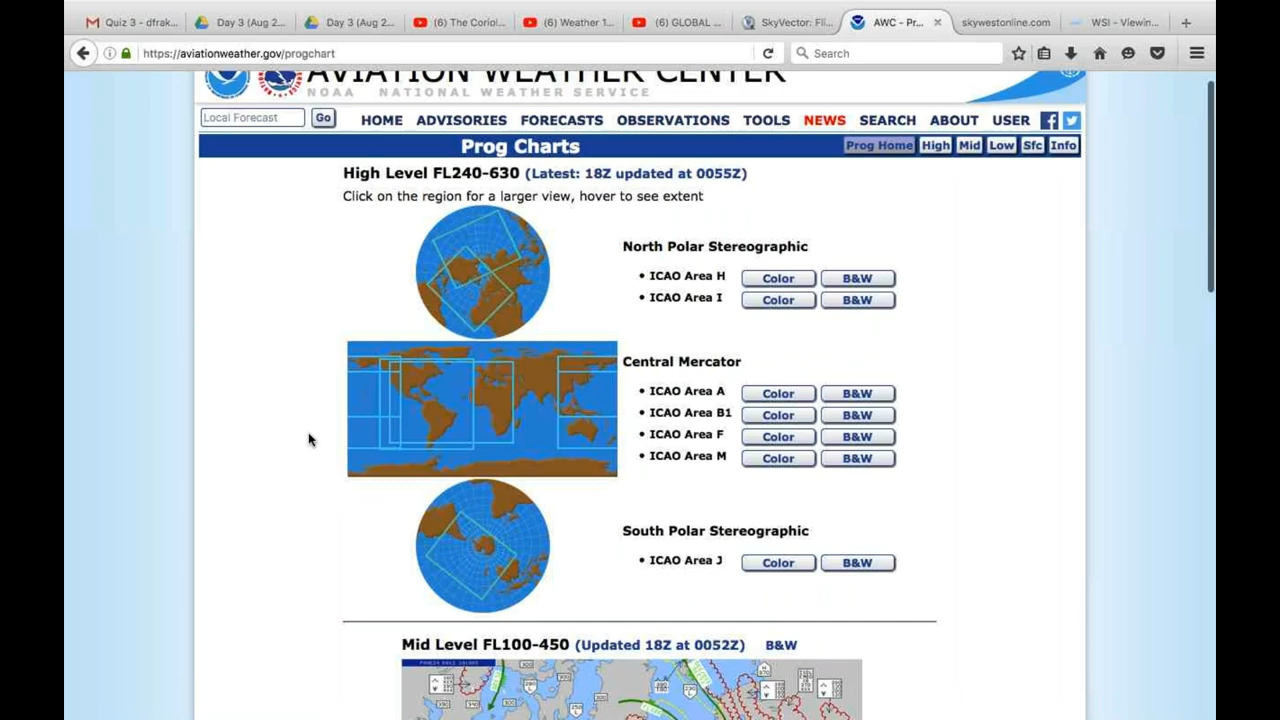 Quiz 3 - dfrak...
Day 3 (Aug 2...
Day 3 (Aug 2...
(6) The Coriol...
(6) Weather 1...
(6) GLOBAL ...
SkyVector: Fli...
AWC - Pr...
skywestonline.com
WSI - Viewin...
https://aviationweather.gov/progchart
Search
AVIATION WEATHER CENTER
NOAA NATIONAL WEATHER SERVICE
Local Forecast
Go
HOME ADVISORIES FORECASTS OBSERVATIONS TOOLS NEWS SEARCH ABOUT USER
Prog Charts
Prog Home High Mid Low Sfc Info
High Level FL240-630 (Latest: 18Z updated at 0055Z)
Click on the region for a larger view, hover to see extent
North Polar Stereographic
• ICAO Area H Color B&W
• ICAO Area I Color B&W
Central Mercator
• ICAO Area A Color B&W
• ICAO Area B1 Color B&W
• ICAO Area F Color B&W
• ICAO Area M Color B&W
South Polar Stereographic
• ICAO Area J Color B&W
Mid Level FL100-450 (Updated 18Z at 0052Z) B&W